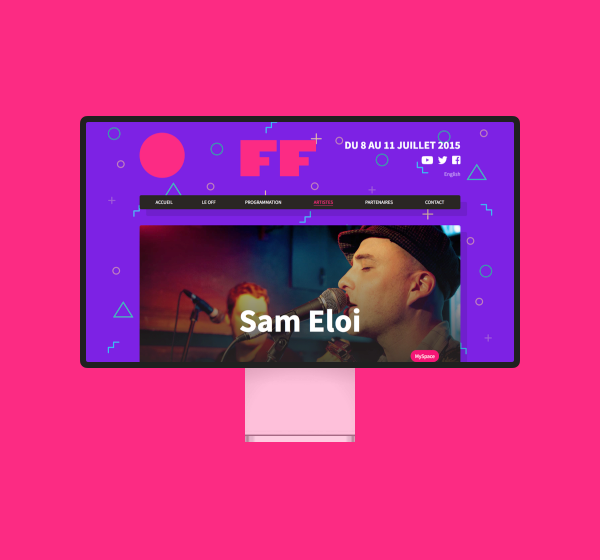 FF
DU 8 AU 11 JUILLET 2015
English
ACCUEIL LE OFF PROGRAMMATION ARTISTES PARTENAIRES CONTACT
Sam Eloi
MySpace